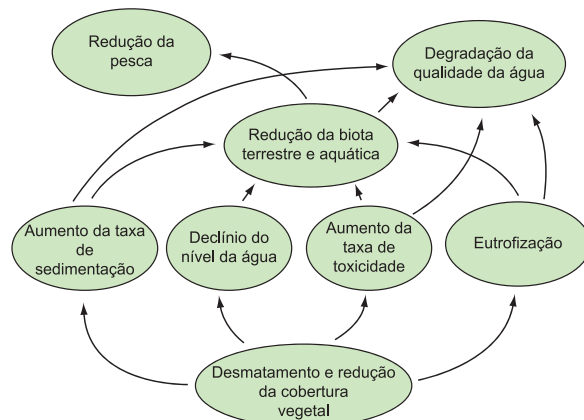 Redução da
pesca
Degradação da
qualidade da água
Redução da biota
terrestre e aquática
Aumento da taxa
de
sedimentação
Declínio do
nível da água
Aumento da
taxa de
toxicidade
Eutrofização
Desmatamento e redução
da cobertura
vegetal